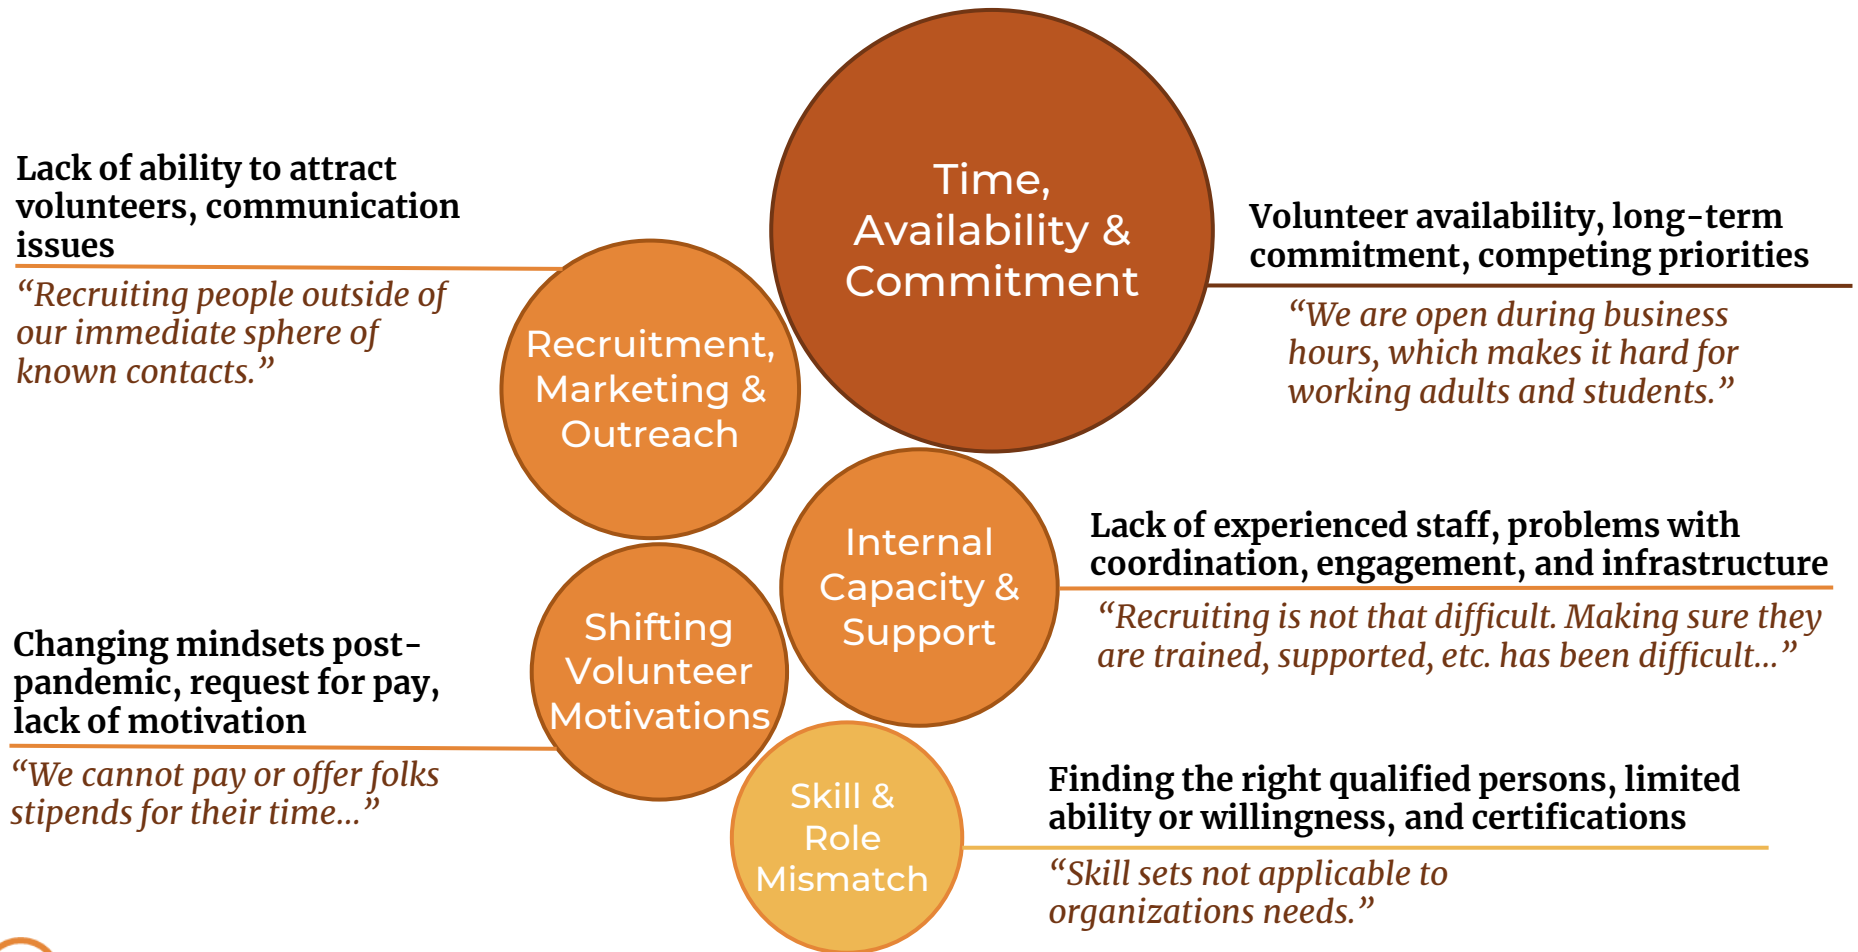 Time,
Availability &
Commitment
Volunteer availability, long-term
commitment, competing priorities
“We are open during business
hours, which makes it hard for
working adults and students.”
Lack of ability to attract
volunteers, communication
issues
“Recruiting people outside of
our immediate sphere of
known contacts.”
Recruitment,
Marketing &
Outreach
Internal
Capacity &
Support
Lack of experienced staff, problems with
coordination, engagement, and infrastructure
“Recruiting is not that difficult. Making sure they
are trained, supported, etc. has been difficult...”
Changing mindsets post-
pandemic, request for pay,
lack of motivation
“We cannot pay or offer folks
stipends for their time...”
Shifting
Volunteer
Motivations
Skill &
Role
Mismatch
Finding the right qualified persons, limited
ability or willingness, and certifications
“Skill sets not applicable to
organizations needs.”